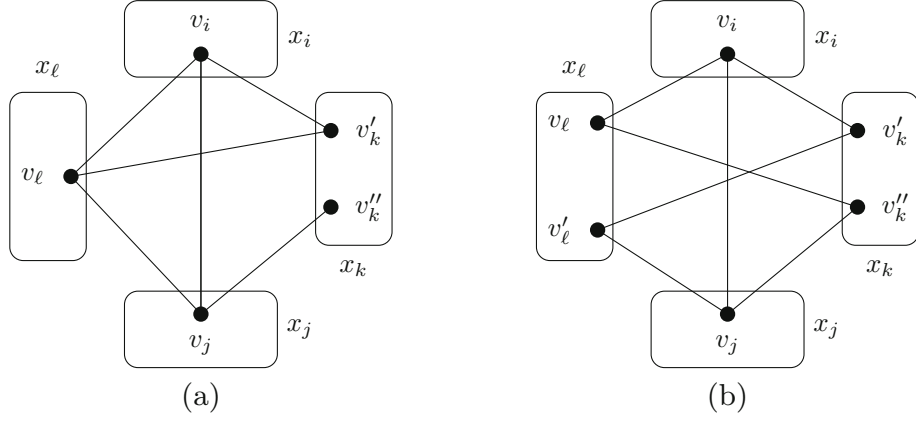 v_i
x_i
x_ℓ
v_ℓ
v'_k
v''_k
x_k
x_j
v_j
(a)
v_i
x_i
x_ℓ
v_ℓ
v'_k
v'_ℓ
v''_k
x_k
x_j
v_j
(b)